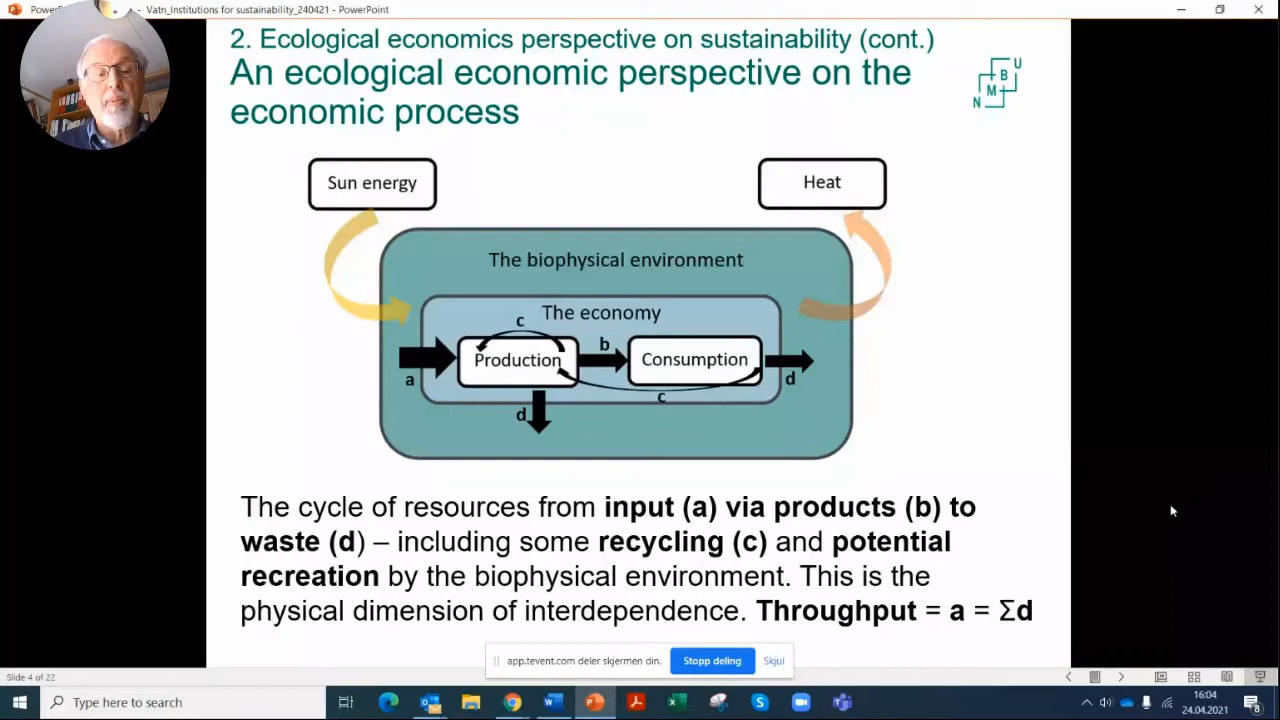 Vatn_Institutions for sustainability_240421 - PowerPoint
2. Ecological economics perspective on sustainability (cont.)
An ecological economic perspective on the
economic process
U
B
M
N
Sun energy
Heat
The biophysical environment
The economy
c
b
Production
Consumption
a
d
c
d
The cycle of resources from input (a) via products (b) to
waste (d) – including some recycling (c) and potential
recreation by the biophysical environment. This is the
physical dimension of interdependence. Throughput = a = Σd
app.tevent.com deler skjermen din.
Stopp deling
Skjul
Slide 4 of 22
Type here to search
16:04
24.04.2021
8